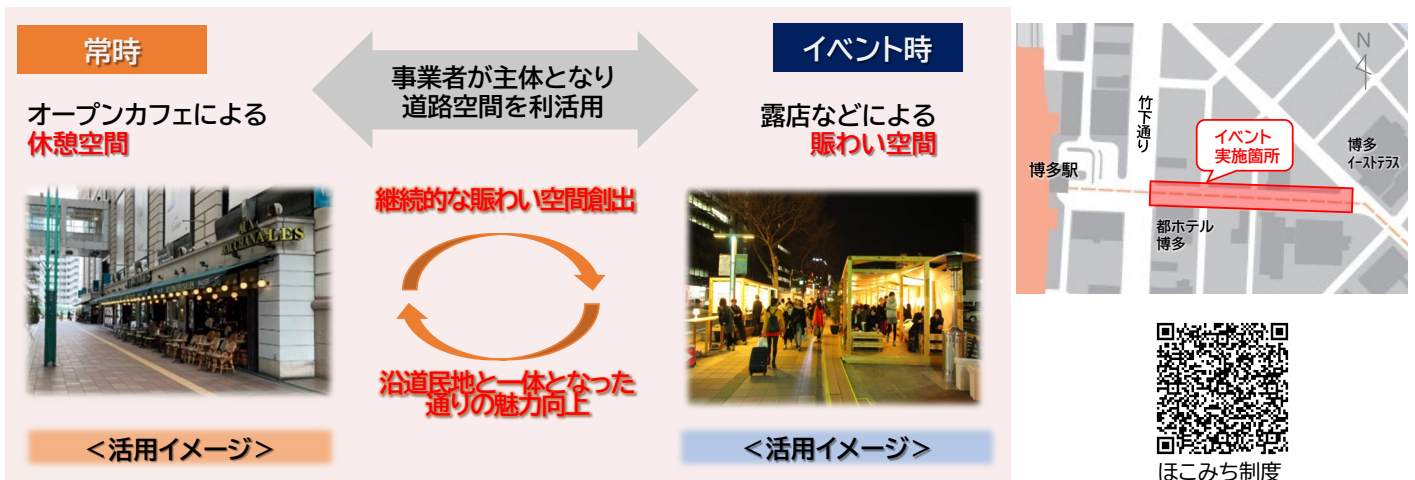 常時
オープンカフェによる
休憩空間
事業者が主体となり
道路空間を利活用
イベント時
露店などによる
賑わい空間
継続的な賑わい空間創出
沿道民地と一体となった
通りの魅力向上
<活用イメージ>
<活用イメージ>
N
竹下通り
イベント
実施箇所
博多駅
博多
イーストテラス
都ホテル
博多
ほこみち制度